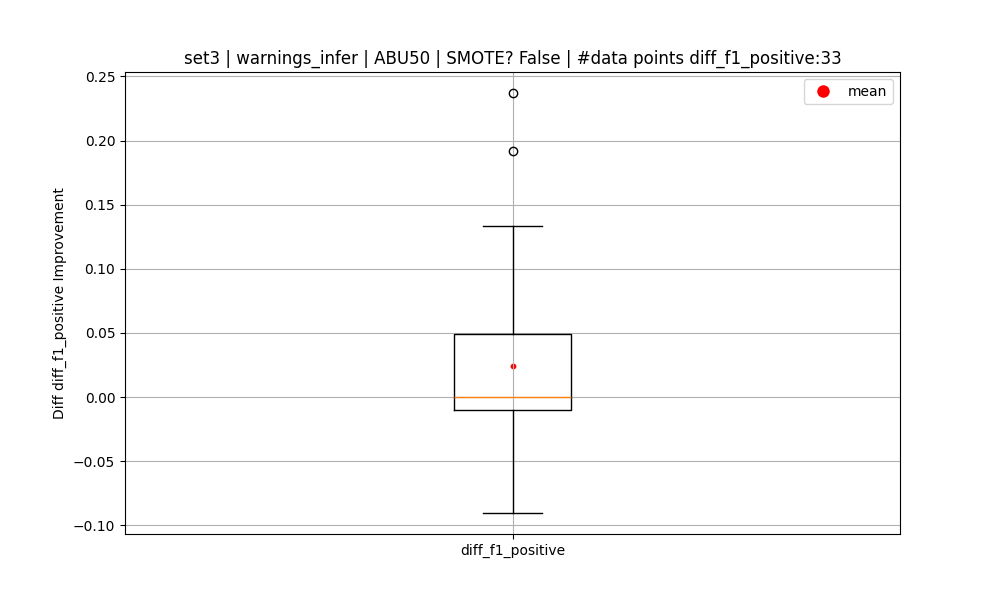 set3 | warnings_infer | ABU50 | SMOTE? False | #data points diff_f1_positive:33
mean
Diff diff_f1_positive Improvement
0.25
0.20
0.15
0.10
0.05
0.00
−0.05
−0.10
diff_f1_positive